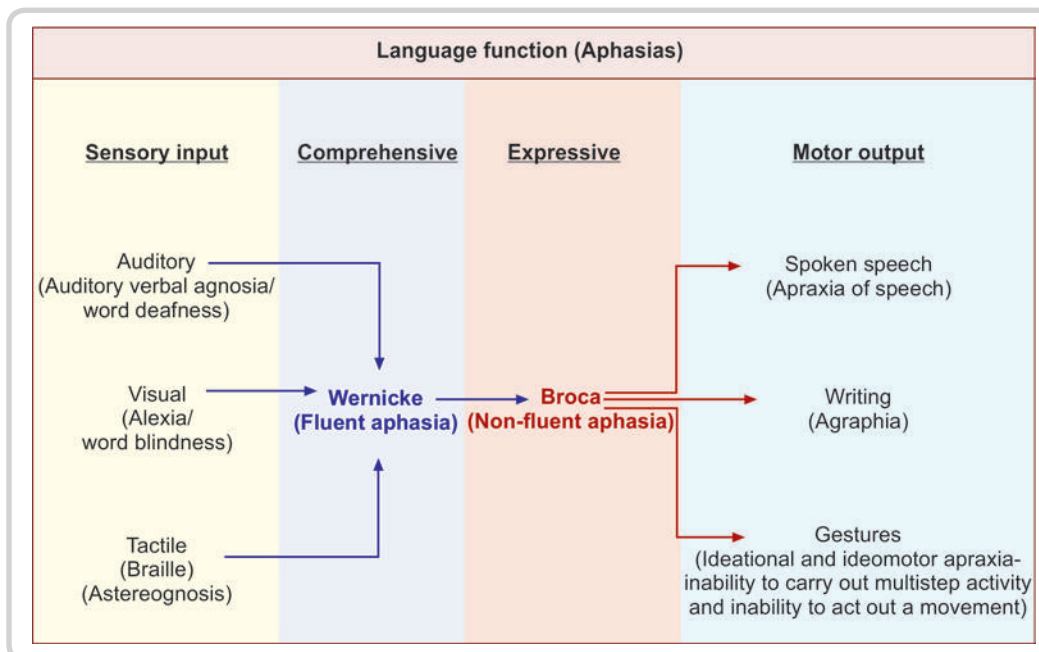 Language function (Aphasias)
Sensory input
Comprehensive
Expressive
Motor output
Auditory
(Auditory verbal agnosia/
word deafness)
Visual
(Alexia/
word blindness)
Tactile
(Braille)
(Astereognosis)
Wernicke
(Fluent aphasia)
Broca
(Non-fluent aphasia)
Spoken speech
(Apraxia of speech)
Writing
(Agraphia)
Gestures
(Ideational and ideomotor apraxia-
inability to carry out multistep activity
and inability to act out a movement)